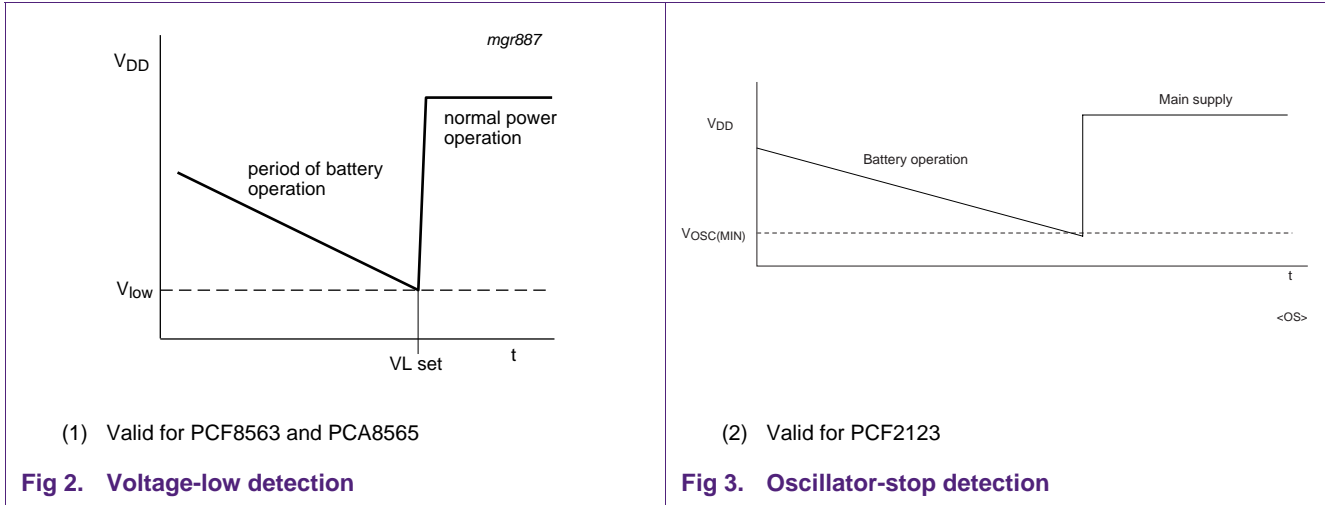 mgr887
VDD
normal power
operation
period of battery
operation
Vlow
VL set
t
(1) Valid for PCF8563 and PCA8565
Fig 2. Voltage-low detection
Main supply
VDD
Battery operation
VOSC(MIN)
t
<OS>
(2) Valid for PCF2123
Fig 3. Oscillator-stop detection